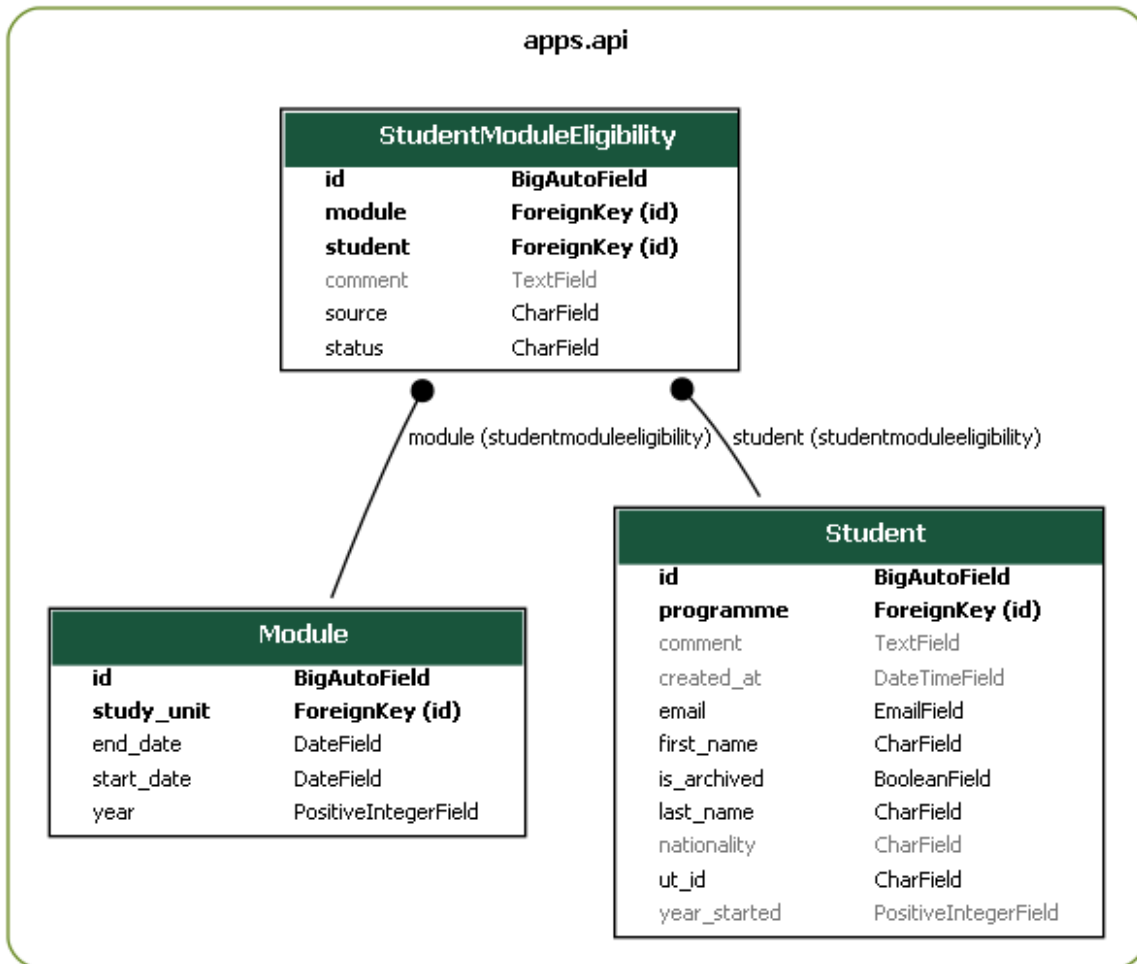 apps.api
StudentModuleEligibility
id BigAutoField
module ForeignKey (id)
student ForeignKey (id)
comment TextField
source CharField
status CharField
module (studentmoduleeligibility) student (studentmoduleeligibility)
Module
id BigAutoField
study_unit ForeignKey (id)
end_date DateField
start_date DateField
year PositiveIntegerField
Student
id BigAutoField
programme ForeignKey (id)
comment TextField
created_at DateTimeField
email EmailField
first_name CharField
is_archived BooleanField
last_name CharField
nationality CharField
ut_id CharField
year_started PositiveIntegerField